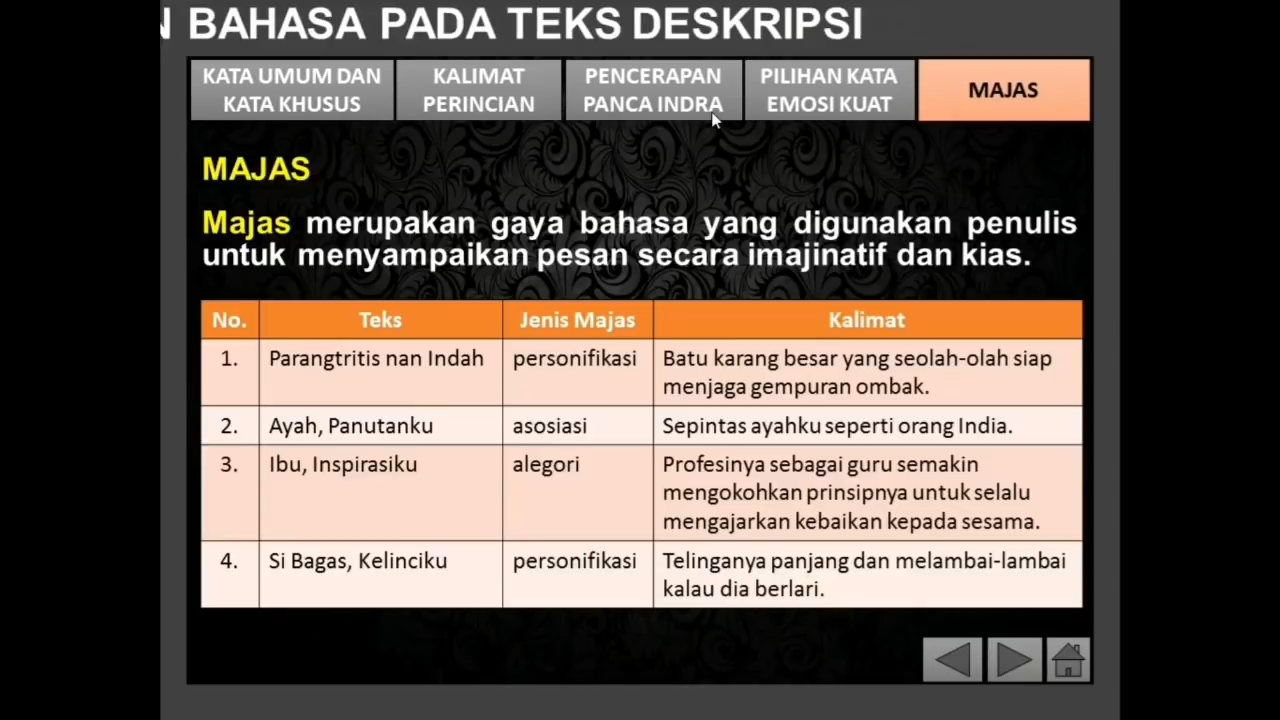 BAHASA PADA TEKS DESKRIPSI
KATA UMUM DAN
KATA KHUSUS
KALIMAT
PERINCIAN
PENCERAPAN
PANCA INDRA
PILIHAN KATA
EMOSI KUAT
MAJAS
MAJAS
Majas merupakan gaya bahasa yang digunakan penulis
untuk menyampaikan pesan secara imajinatif dan kias.
No. Teks Jenis Majas Kalimat
1. Parangtritis nan Indah personifikasi Batu karang besar yang seolah-olah siap
menjaga gempuran ombak.
2. Ayah, Panutanku asosiasi Sepintas ayahku seperti orang India.
3. Ibu, Inspirasiku alegori Profesinya sebagai guru semakin
mengokohkan prinsipnya untuk selalu
mengajarkan kebaikan kepada sesama.
4. Si Bagas, Kelinciku personifikasi Telinganya panjang dan melambai-lambai
kalau dia berlari.